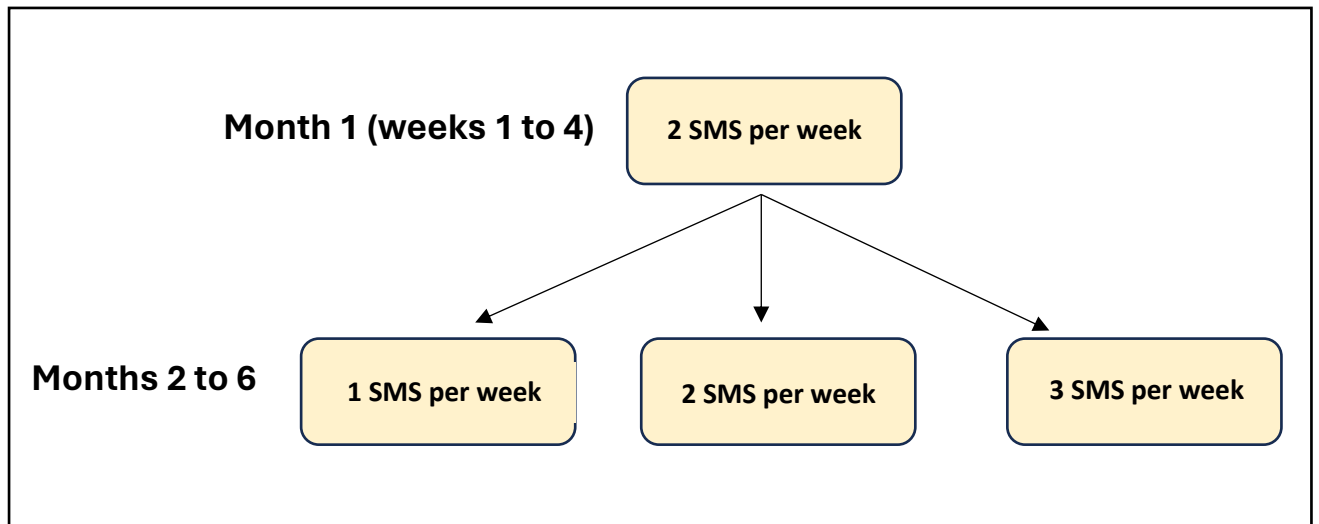 Month 1 (weeks 1 to 4)
2 SMS per week
Months 2 to 6
1 SMS per week
2 SMS per week
3 SMS per week